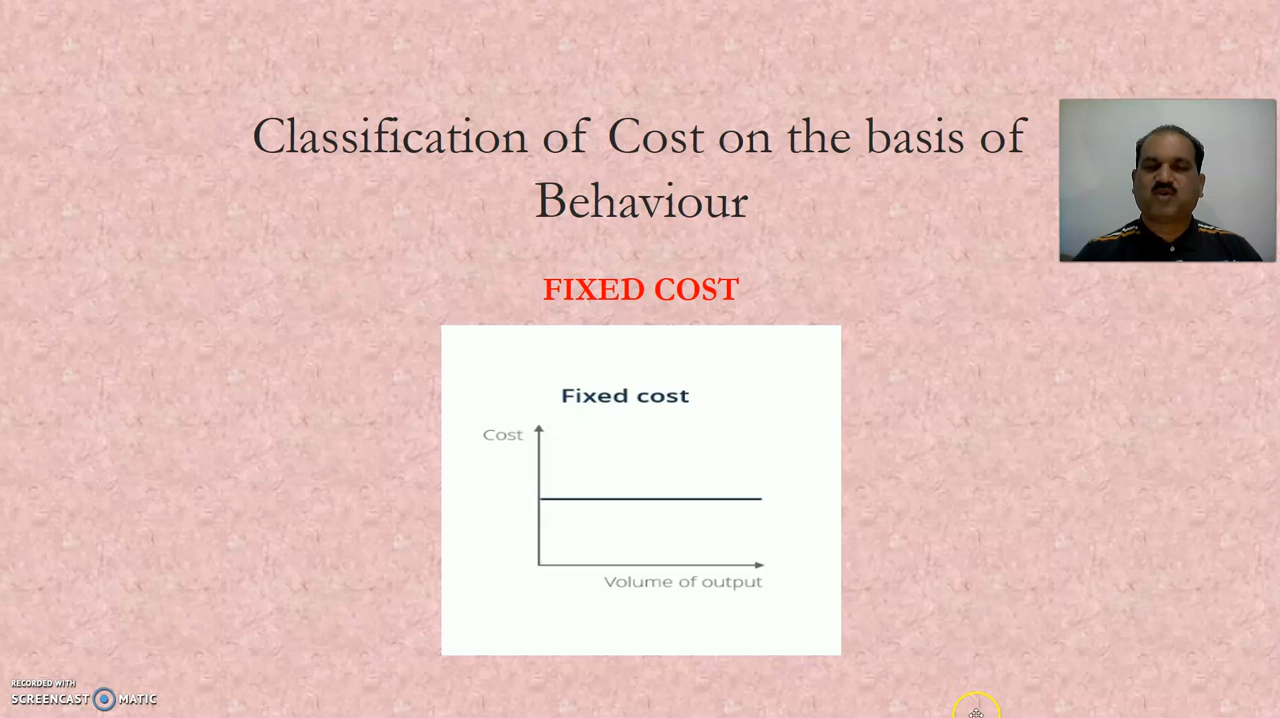 Classification of Cost on the basis of
Behaviour
FIXED COST
Fixed cost
Cost
Volume of output
RECORDED WITH
SCREENCAST MATIC